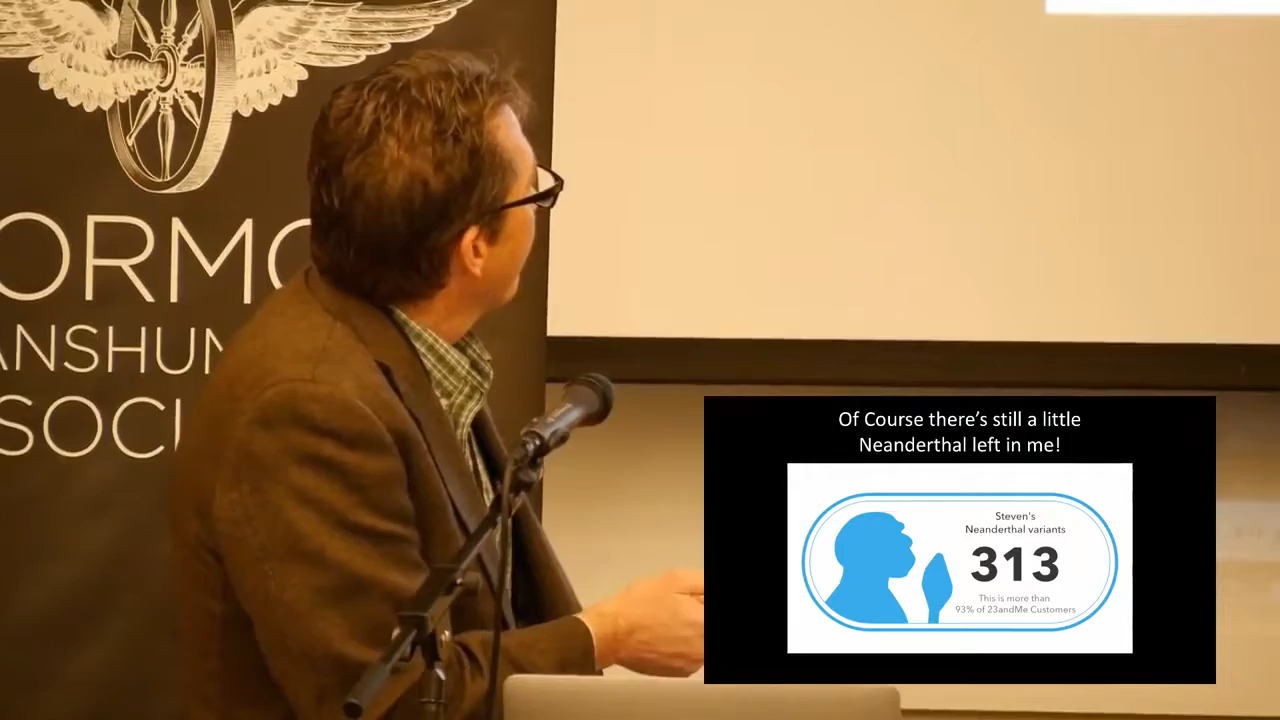 ORMO
ANSHUM
SOCI
Of Course there's still a little
Neanderthal left in me!
Steven's
Neanderthal variants
313
This is more than
93% of 23andMe Customers